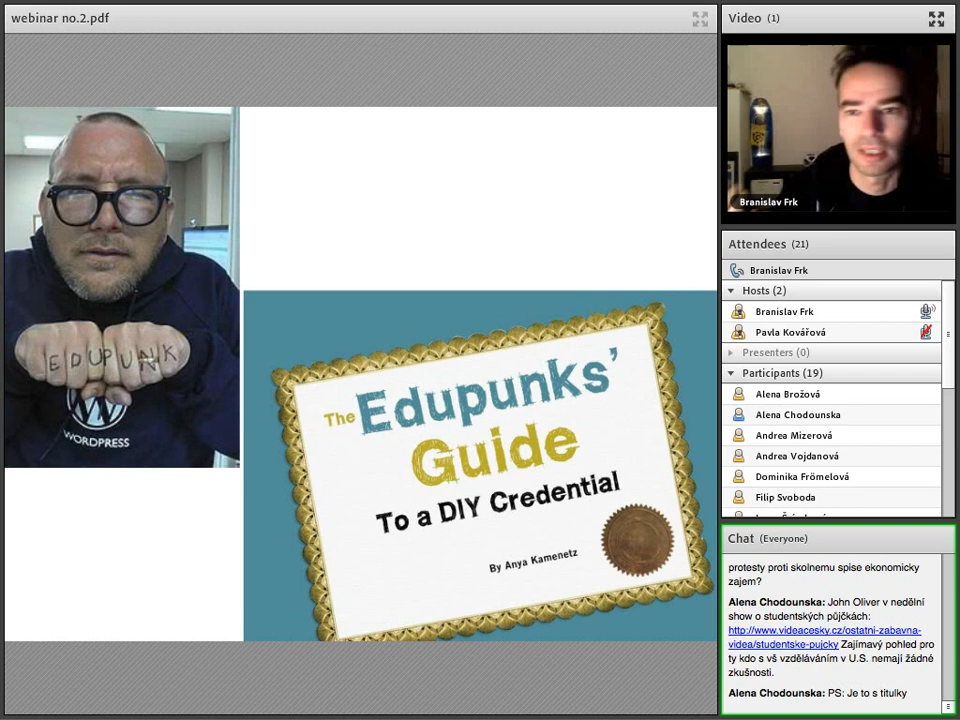 webinar no.2.pdf
EDUPUNK
WORDPRESS
The
Edupunks'
Guide
To a DIY Credential
By Anya Kamenetz
Video (1)
Branislav Frk
Attendees (21)
Branislav Frk
Hosts (2)
Branislav Frk
Pavla Kovářová
Presenters (0)
Participants (19)
Alena Brožová
Alena Chodounska
Andrea Mizerová
Andrea Vojdanová
Dominika Frömelová
Filip Svoboda
Chat (Everyone)
protesty proti skolnemu spise ekonomicky
zajem?
Alena Chodounska: John Oliver v nedělní
show o studentských půjčkách:
http://www.videacesky.cz/ostatni-zabavna-
videa/studentske-pujcky Zajímavý pohled pro
ty kdo s vš vzděláváním v U.S. nemají žádné
zkušnosti.
Alena Chodounska: PS: Je to s titulky